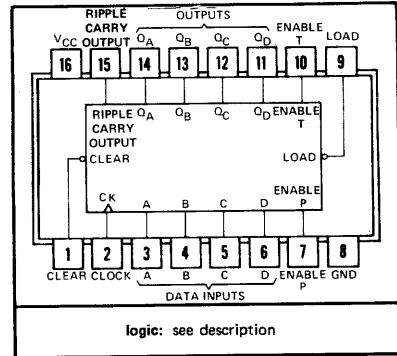 RIPPLE OUTPUTS
CARRY ENABLE
VCC OUTPUT QA QB QC QD T LOAD
16 15 14 13 12 11 10 9
RIPPLE QA QB QC QD ENABLE
CARRY T
OUTPUT
CLEAR LOAD
CK A B C D ENABLE
P
1 2 3 4 5 6 7 8
CLEAR CLOCK A B C D ENABLE GND
P
DATA INPUTS
logic: see description